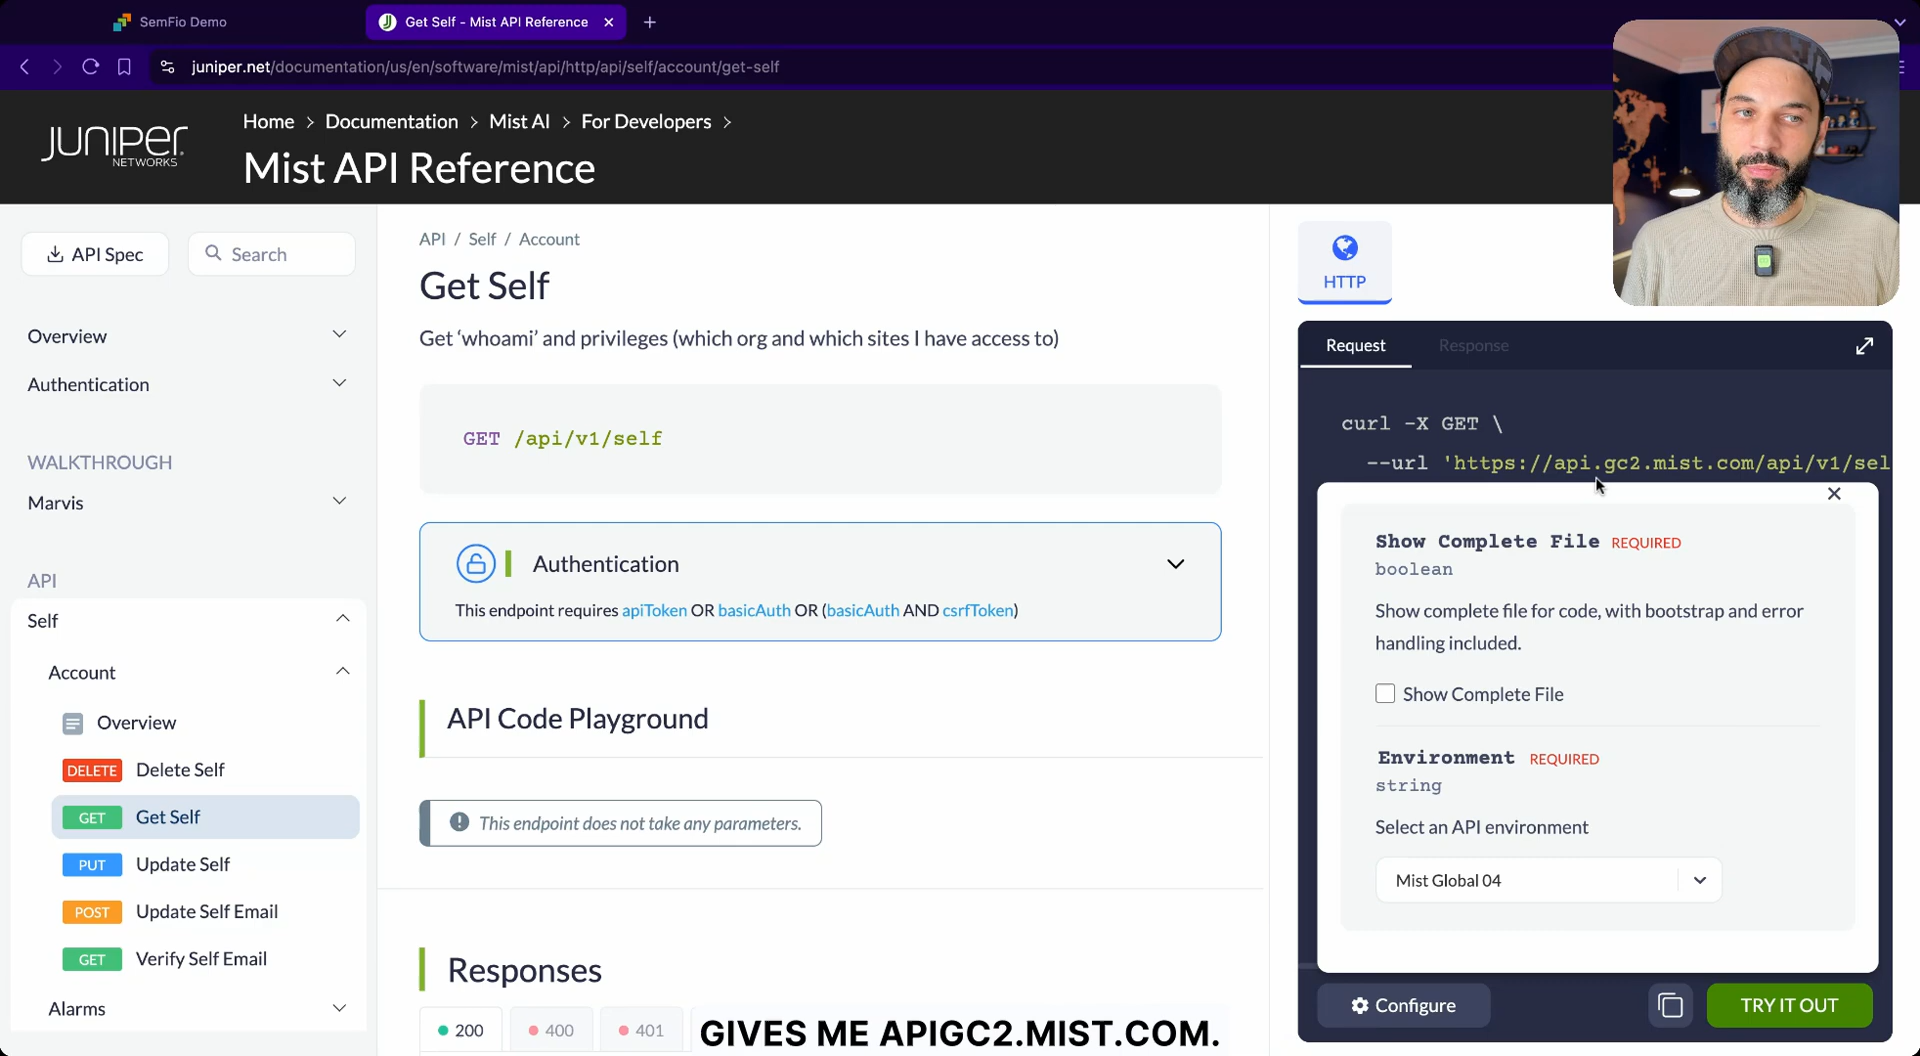 SemFio Demo
Get Self - Mist API Reference
juniper.net/documentation/us/en/software/mist/api/http/api/self/account/get-self
JUNIPER
NETWORKS
Home > Documentation > Mist AI > For Developers >
Mist API Reference
API Spec
Search
Overview
Authentication
WALKTHROUGH
Marvis
API
Self
Account
Overview
DELETE Delete Self
GET Get Self
PUT Update Self
POST Update Self Email
GET Verify Self Email
Alarms
API / Self / Account
Get Self
Get ‘whoami’ and privileges (which org and which sites I have access to)
GET /api/v1/self
Authentication
This endpoint requires apiToken OR basicAuth OR (basicAuth AND csrfToken)
API Code Playground
This endpoint does not take any parameters.
Responses
200 400 401
HTTP
Request Response
curl -X GET \
--url 'https://api.gc2.mist.com/api/v1/sel
Show Complete File REQUIRED
boolean
Show complete file for code, with bootstrap and error
handling included.
Show Complete File
Environment REQUIRED
string
Select an API environment
Mist Global 04
Configure
TRY IT OUT
GIVES ME APIGC2.MIST.COM.